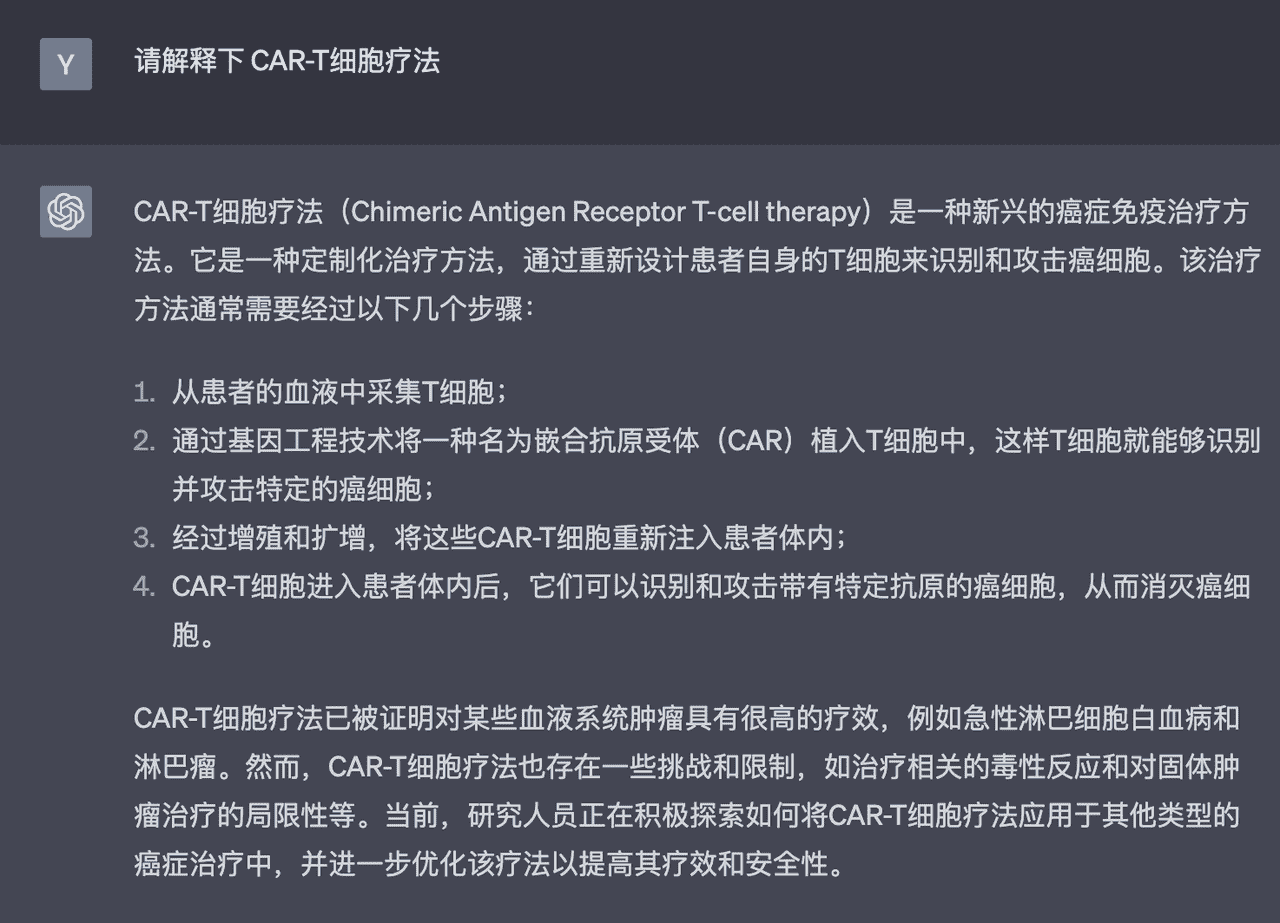 Y
请解释下 CAR-T细胞疗法
CAR-T细胞疗法（Chimeric Antigen Receptor T-cell therapy）是一种新兴的癌症免疫治疗方
法。它是一种定制化治疗方法，通过重新设计患者自身的T细胞来识别和攻击癌细胞。该治疗
方法通常需要经过以下几个步骤：
1. 从患者的血液中采集T细胞；
2. 通过基因工程技术将一种名为嵌合抗原受体（CAR）植入T细胞中，这样T细胞就能够识别
并攻击特定的癌细胞；
3. 经过增殖和扩增，将这些CAR-T细胞重新注入患者体内；
4. CAR-T细胞进入患者体内后，它们可以识别和攻击带有特定抗原的癌细胞，从而消灭癌细
胞。
CAR-T细胞疗法已被证明对某些血液系统肿瘤具有很高的疗效，例如急性淋巴细胞白血病和
淋巴瘤。然而，CAR-T细胞疗法也存在一些挑战和限制，如治疗相关的毒性反应和对固体肿
瘤治疗的局限性等。当前，研究人员正在积极探索如何将CAR-T细胞疗法应用于其他类型的
癌症治疗中，并进一步优化该疗法以提高其疗效和安全性。